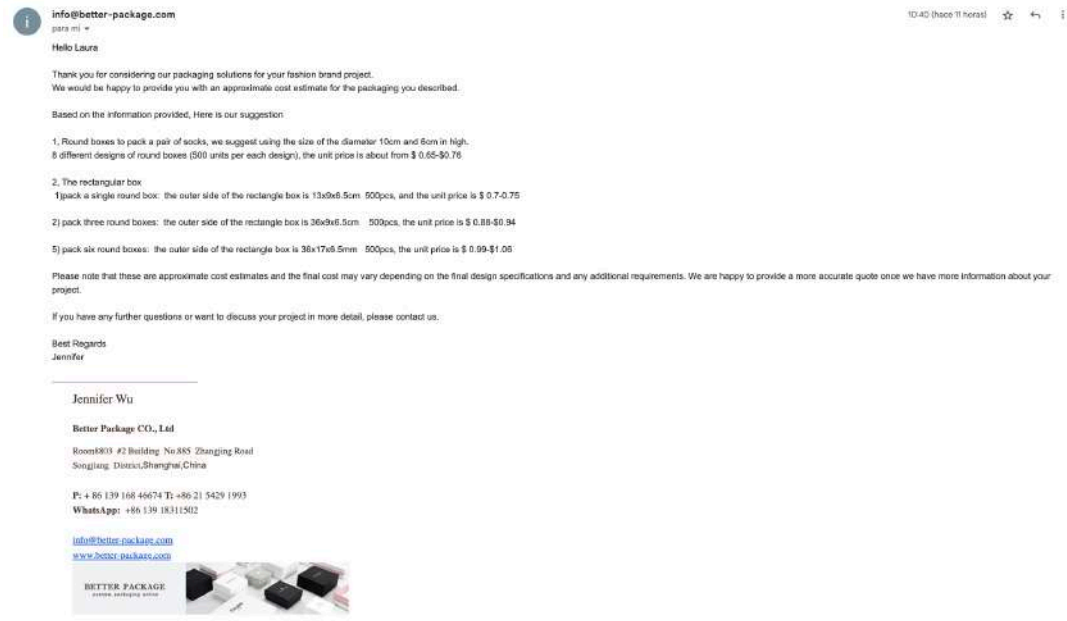 i
info@better-package.com
10:40 (hace 11 horas)
para mí
Hello Laura
Thank you for considering our packaging solutions for your fashion brand project.
We would be happy to provide you with an approximate cost estimate for the packaging you described.
Based on the information provided, Here is our suggestion
1, Round boxes to pack a pair of socks, we suggest using the size of the diameter 10cm and 6cm in high.
8 different designs of round boxes (500 units per each design), the unit price is about from $ 0.65-$0.76
2, The rectangular box
1)pack a single round box: the outer side of the rectangle box is 13x9x6.5cm 500pcs, and the unit price is $ 0.7-0.75
2) pack three round boxes: the outer side of the rectangle box is 36x9x6.5cm 500pcs, the unit price is $ 0.88-$0.94
5) pack six round boxes: the outer side of the rectangle box is 36x17x6.5mm 500pcs, the unit price is $ 0.99-$1.06
Please note that these are approximate cost estimates and the final cost may vary depending on the final design specifications and any additional requirements. We are happy to provide a more accurate quote once we have more information about your
project.
If you have any further questions or want to discuss your project in more detail, please contact us.
Best Regards
Jennifer
Jennifer Wu
Better Package CO., Ltd
Room8803 #2 Building No.885 Zhangjing Road
Songjiang District,Shanghai,China
P: + 86 139 168 46674 T: +86 21 5429 1993
WhatsApp: +86 139 18311502
info@better-package.com
www.better-package.com
BETTER PACKAGE